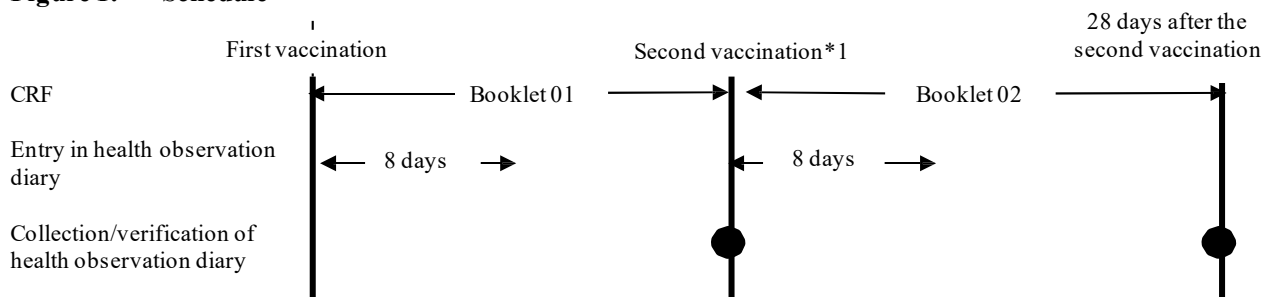 Figure 1. Schedule
28 days after the
First vaccination
Second vaccination*1
second vaccination
CRF
Booklet 01
Booklet 02
Entry in health observation
diary
8 days
8 days
Collection/verification of
health observation diary